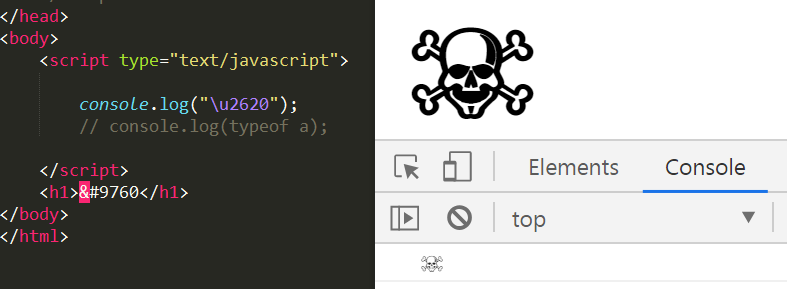 </head>
<body>
<script type="text/javascript">
console.log("\u2620");
// console.log(typeof a);
</script>
<h1>&#9760</h1>
</body>
</html>
☠
Elements Console
top
☠